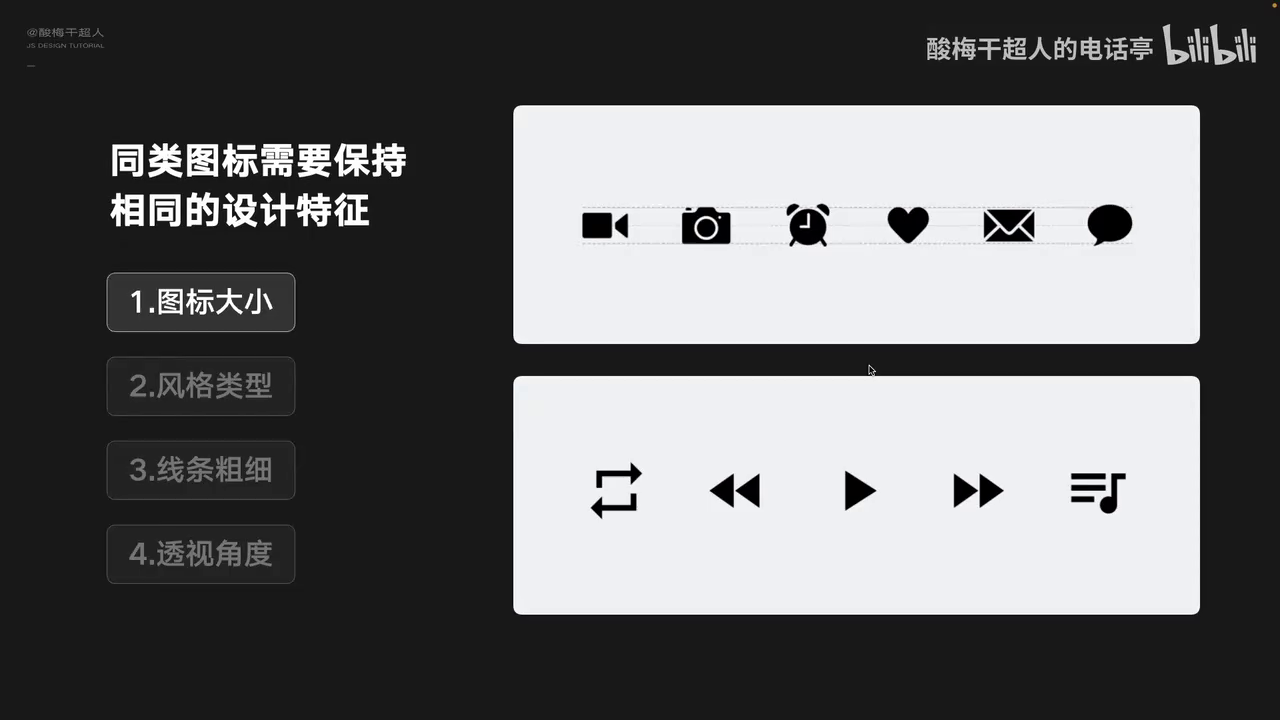 @酸梅干超人
JS DESIGN TUTORIAL
酸梅干超人的电话亭 bilibili
同类图标需要保持
相同的设计特征
1.图标大小
2.风格类型
3.线条粗细
4.透视角度